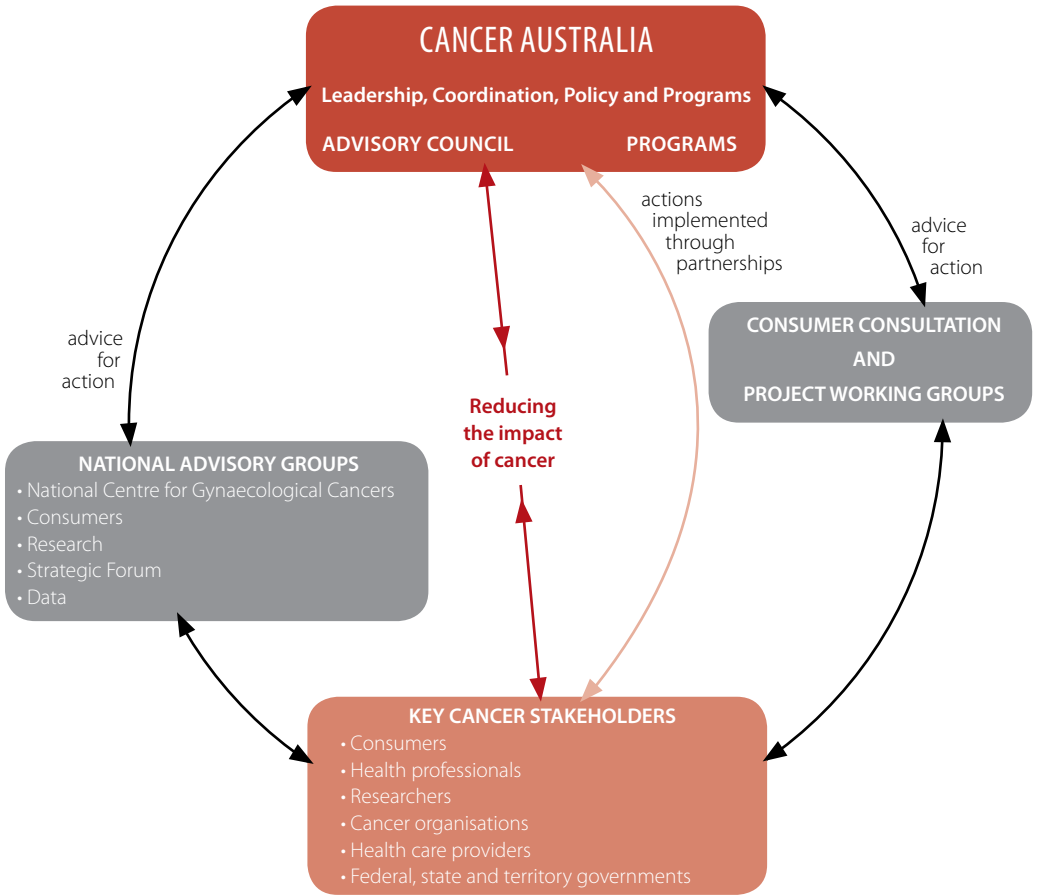 CANCER AUSTRALIA
Leadership, Coordination, Policy and Programs
ADVISORY COUNCIL PROGRAMS
actions
implemented
through
partnerships
advice
for
action
CONSUMER CONSULTATION
AND
PROJECT WORKING GROUPS
advice
for
action
Reducing
the impact
of cancer
NATIONAL ADVISORY GROUPS
• National Centre for Gynaecological Cancers
• Consumers
• Research
• Strategic Forum
• Data
KEY CANCER STAKEHOLDERS
• Consumers
• Health professionals
• Researchers
• Cancer organisations
• Health care providers
• Federal, state and territory governments